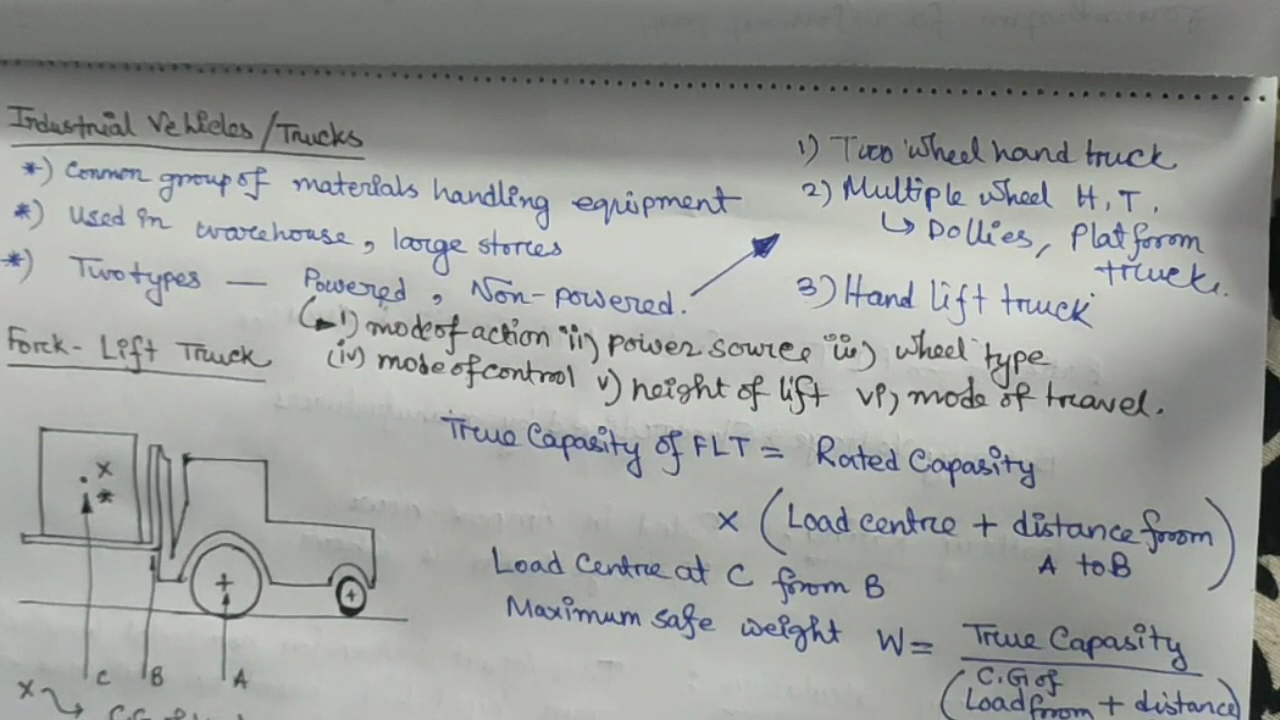 Industrial Vehicles/Trucks
*) Common group of materials handling equipment
*) Used in warehouse, large stores
*) Two types — Powered, Non-powered.
1) Two wheel hand truck
2) Multiple wheel H.T.
↳ Dollies, Platform truck.
3) Hand lift truck
(i) mode of action ii) power source iii) wheel type
(iv) mode of control v) height of lift vi) mode of travel.
Fork-Lift Truck
True Capasity of FLT = Rated Capasity
x (Load centre + distance from A to B)
Load Centre at C from B
Maximum safe weight W = True Capasity
(C.G. of Load from + distance
x
*
C B A
X
C.G. of